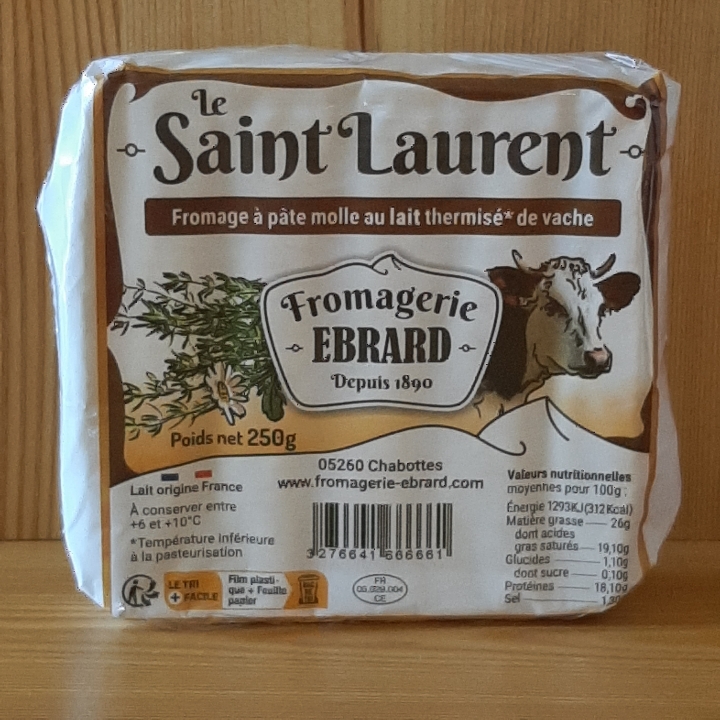 Le
Saint Laurent
Fromage à pâte molle au lait thermisé* de vache
Fromagerie
EBRARD
Depuis 1890
Poids net 250g
05260 Chabottes
www.fromagerie-ebrard.com
Lait origine France
À conserver entre
+6 et +10°C
*Température inférieure
à la pasteurisation
3 276641 666661
Valeurs nutritionnelles
moyennes pour 100g :
Énergie 1293KJ(312Kcal)
Matière grasse 26g
dont acides
gras saturés 19,10g
Glucides 1,10g
dont sucre 0,10g
Protéines 18,10g
Sel
LE TRI
+ FACILE
Film plasti-
que + Feuille
papier
FR
CE